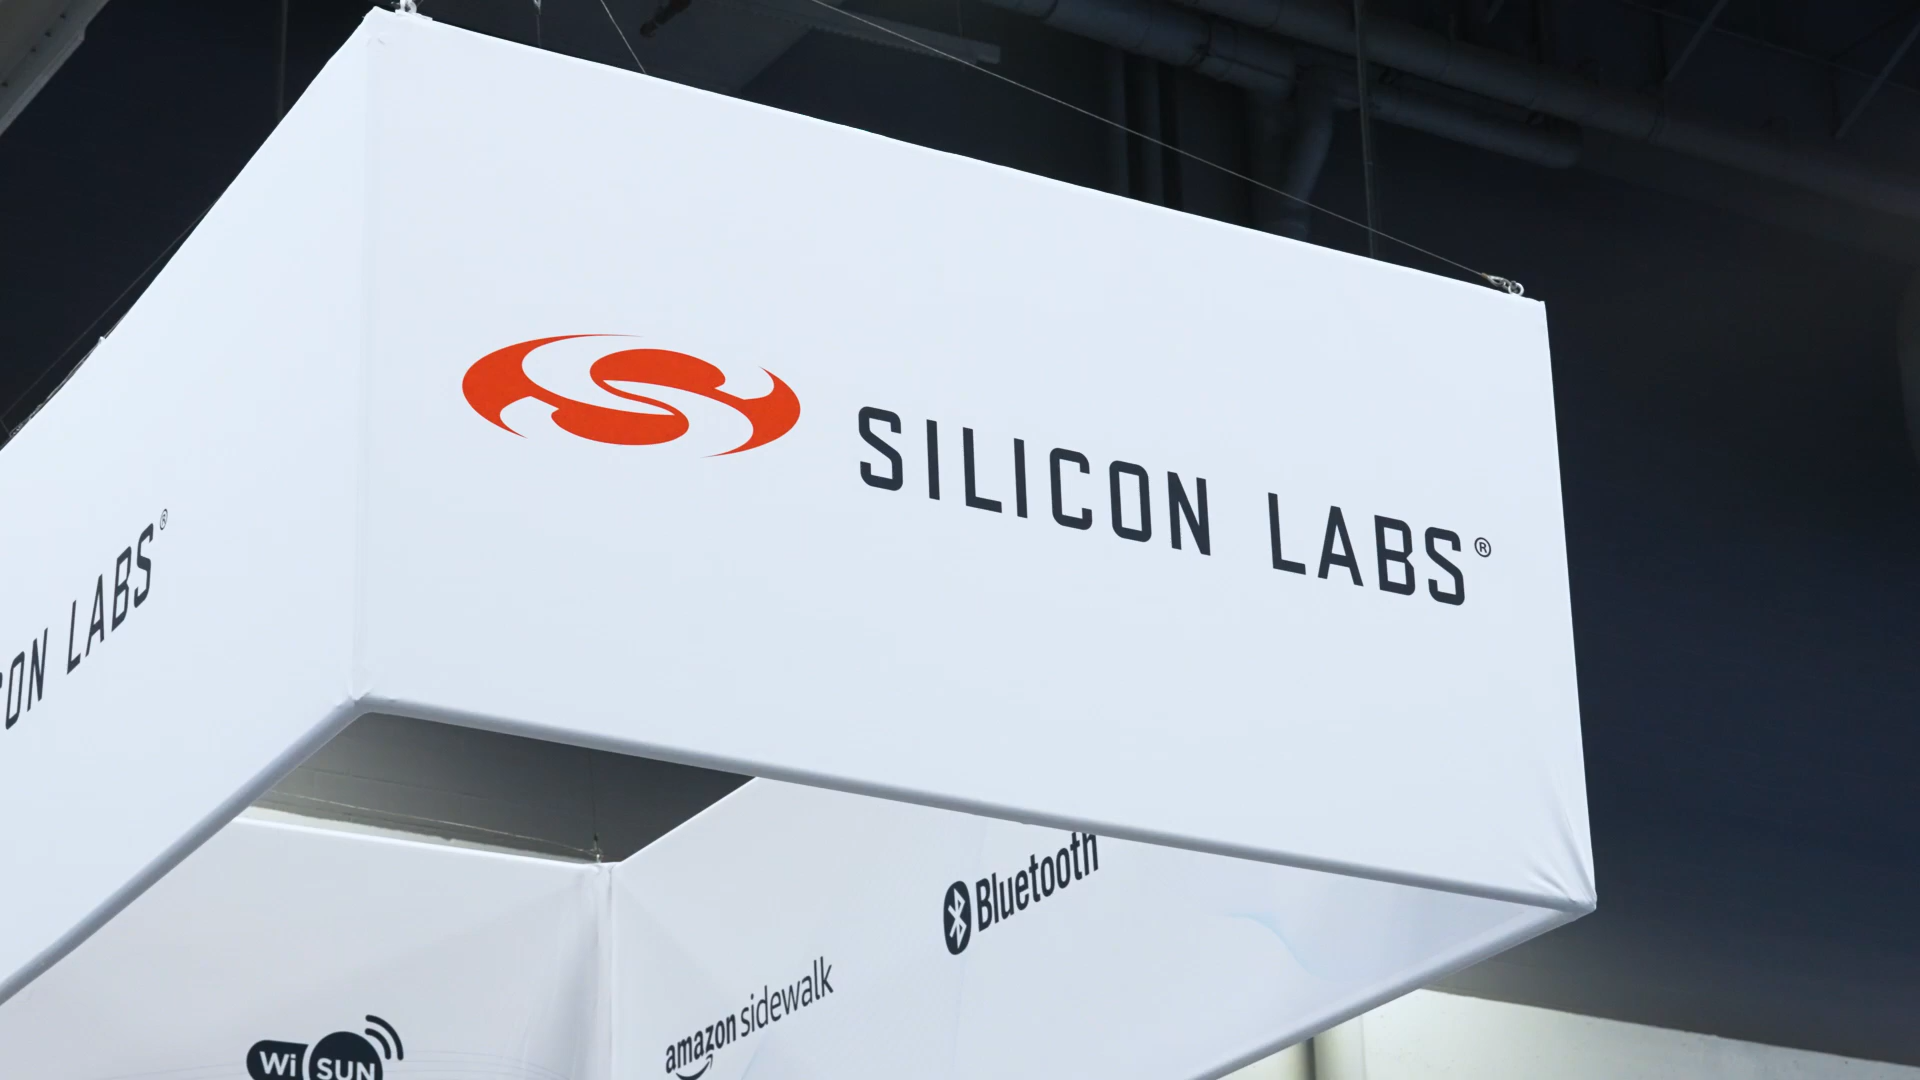 SILICON LABS®
ON LABS®
Bluetooth
amazon sidewalk
Wi SUN